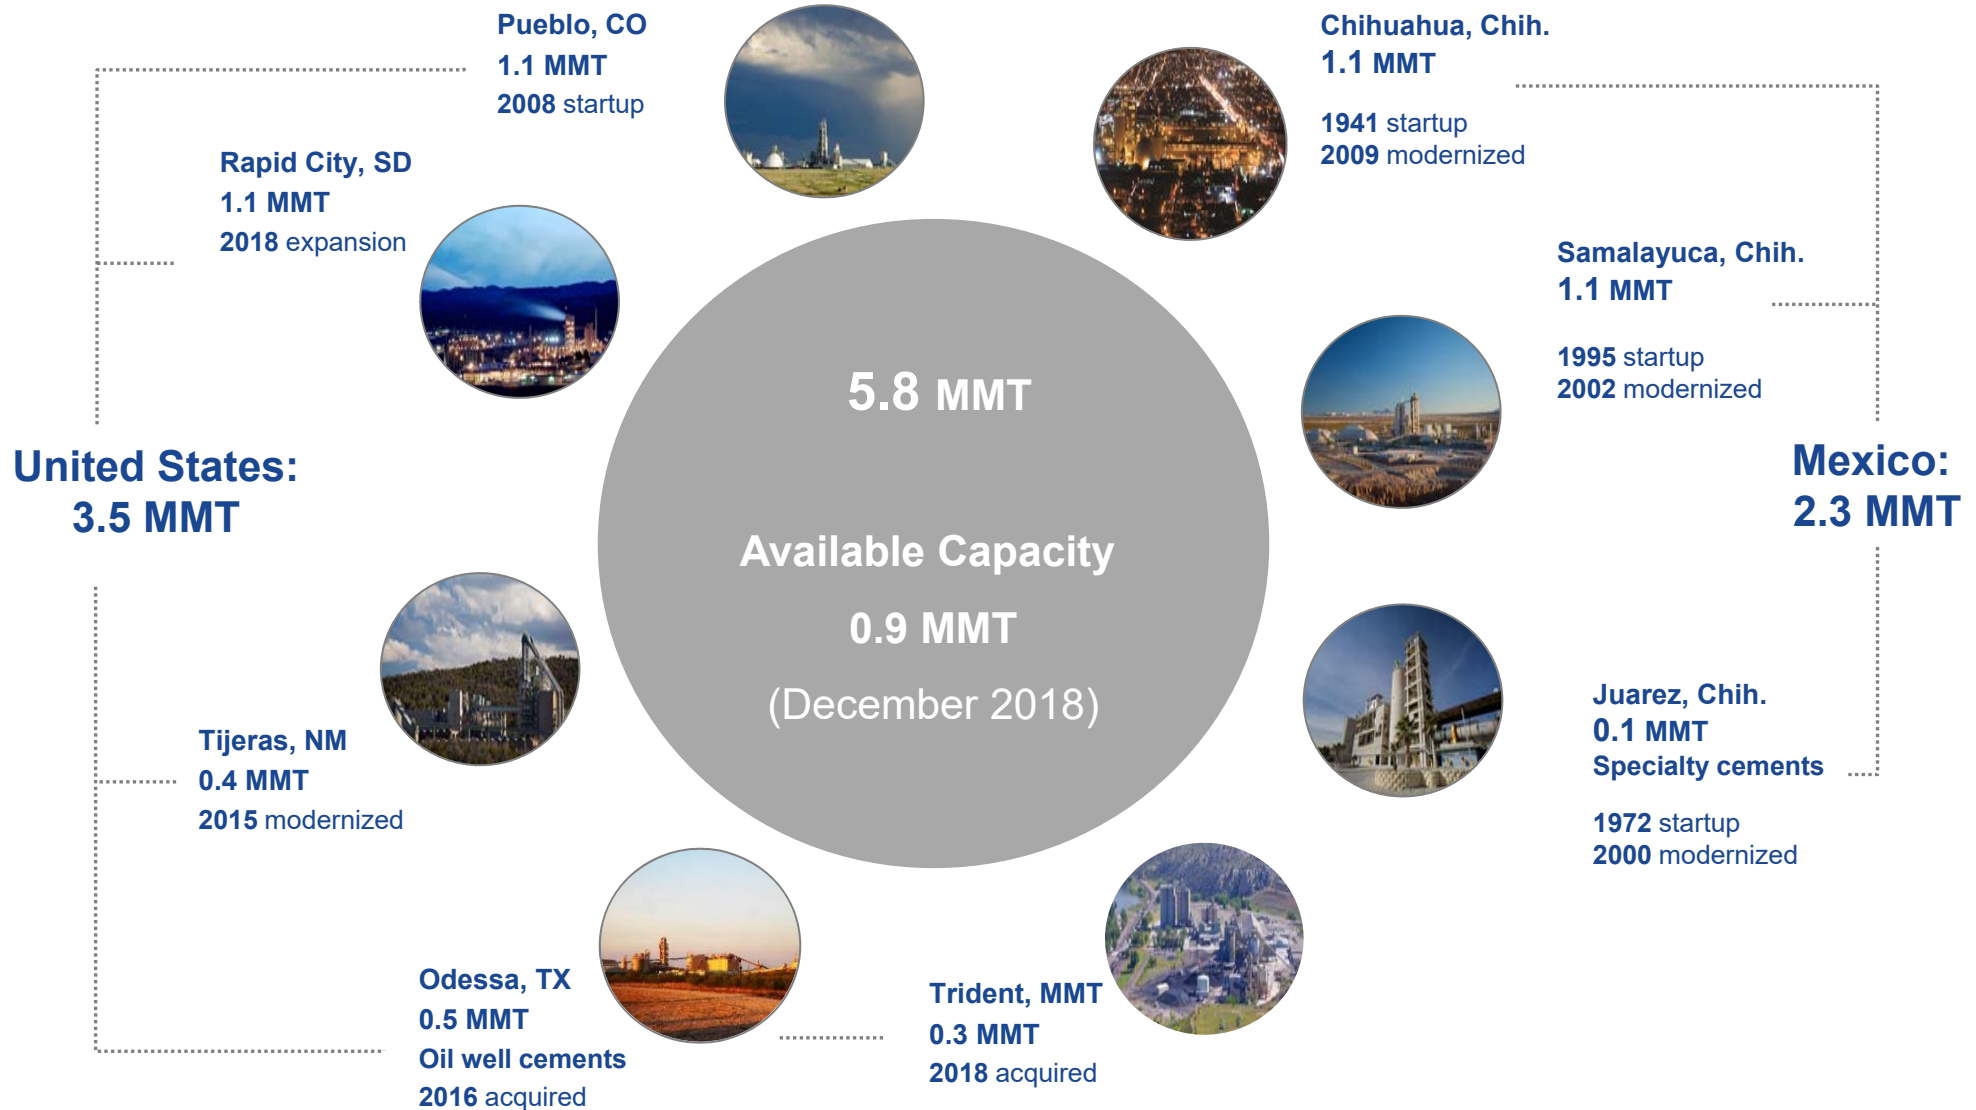 Pueblo, CO
1.1 MMT
2008 startup
Rapid City, SD
1.1 MMT
2018 expansion
United States:
3.5 MMT
Tijeras, NM
0.4 MMT
2015 modernized
Odessa, TX
0.5 MMT
Oil well cements
2016 acquired
Trident, MMT
0.3 MMT
2018 acquired
5.8 MMT
Available Capacity
0.9 MMT
(December 2018)
Chihuahua, Chih.
1.1 MMT
1941 startup
2009 modernized
Samalayuca, Chih.
1.1 MMT
1995 startup
2002 modernized
Mexico:
2.3 MMT
Juarez, Chih.
0.1 MMT
Specialty cements
1972 startup
2000 modernized